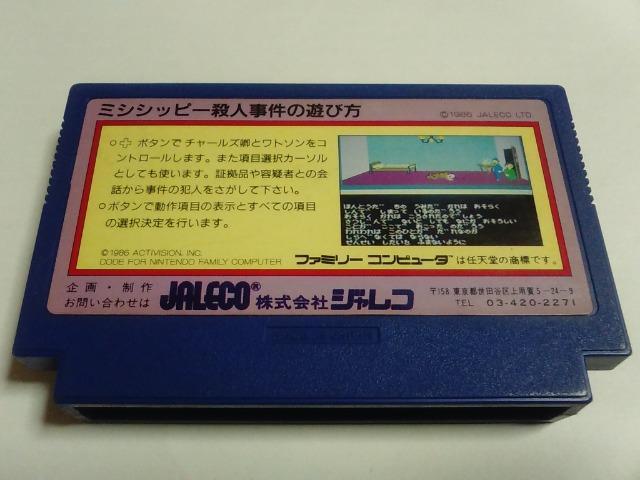 ミシシッピー殺人事件の遊び方
©1986 JALECO LTD.
○✚ボタンで チャールズ卿とワトソンをコ
ントロールします。また項目選択カーソル
としても使います。証拠品や容疑者との会
話から事件の犯人をさがして下さい。
○ボタンで動作項目の表示とすべての項目
の選択決定を行います。
©1986 ACTIVISION, INC.
CODE FOR NINTENDO FAMILY COMPUTER
ファミリー コンピュータ は任天堂の商標です。
企画・制作
お問い合わせは
JALECO® 株式会社 ジャレコ
〒158 東京都世田谷区上用賀5-24-9
TEL 03-420-2271